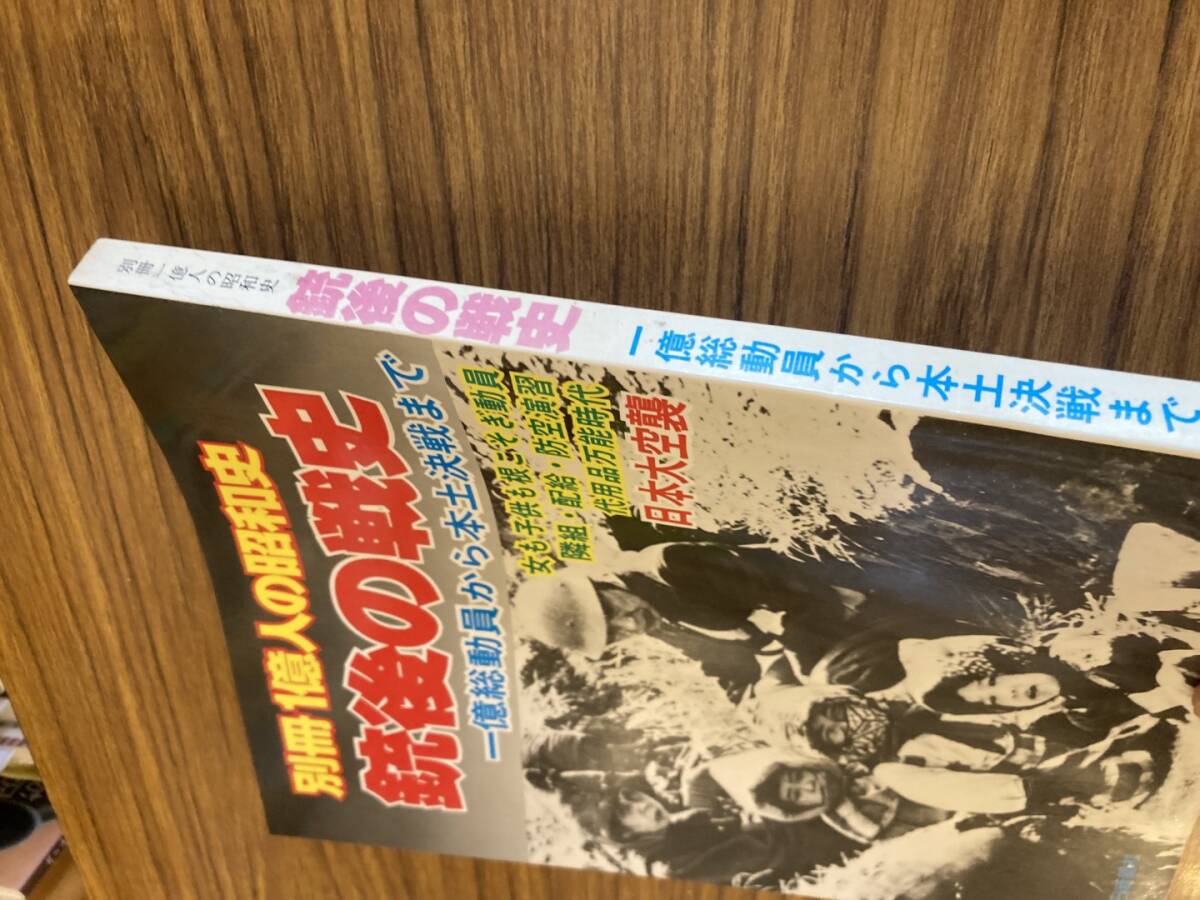 別冊一億人の昭和史
銃後の戦史
一億総動員から本土決戦まで
別冊1億人の昭和史
銃後の戦史
一億総動員から本土決戦まで
女も子供も根こそぎ動員
隣組・配給・防空演習
代用品万能時代
日本大空襲